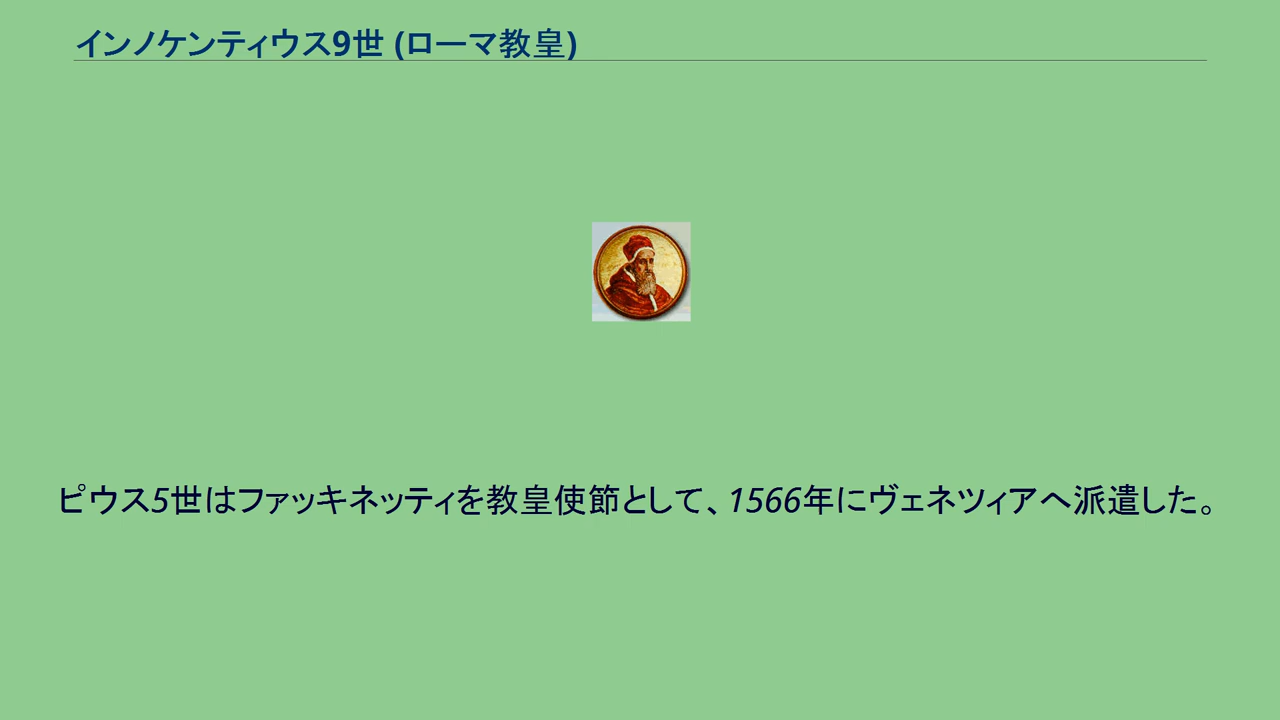 インノケンティウス9世 (ローマ教皇)
ピウス5世はファッキネッティを教皇使節として、1566年にヴェネツィアへ派遣した。